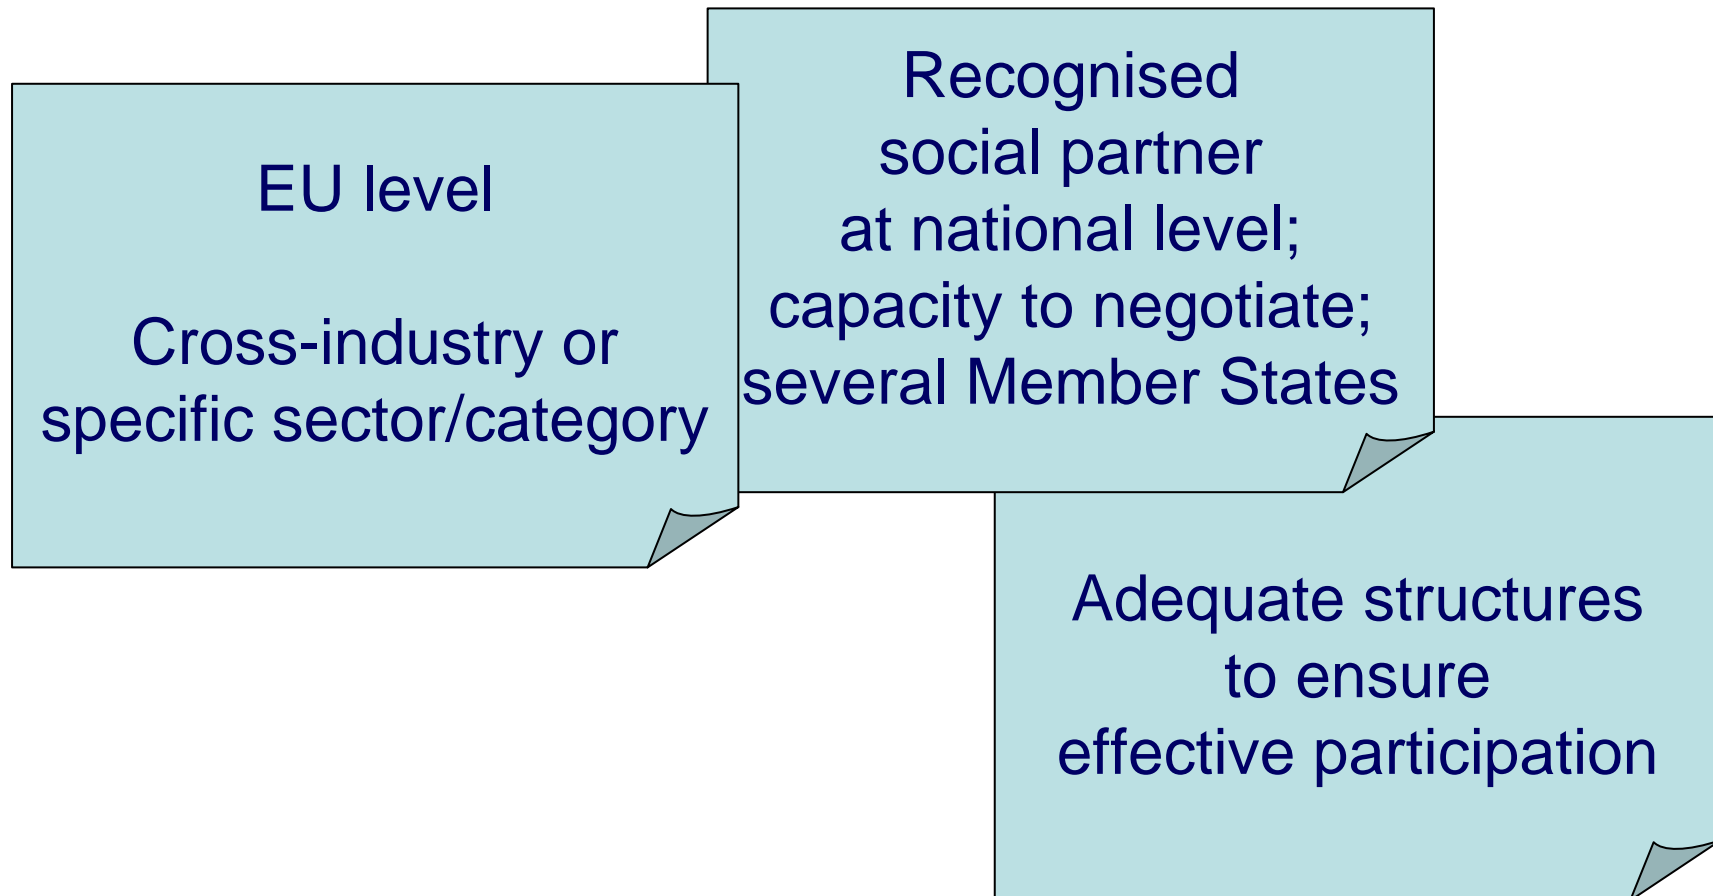 EU level
Cross-industry or
specific sector/category
Recognised
social partner
at national level;
capacity to negotiate;
several Member States
Adequate structures
to ensure
effective participation